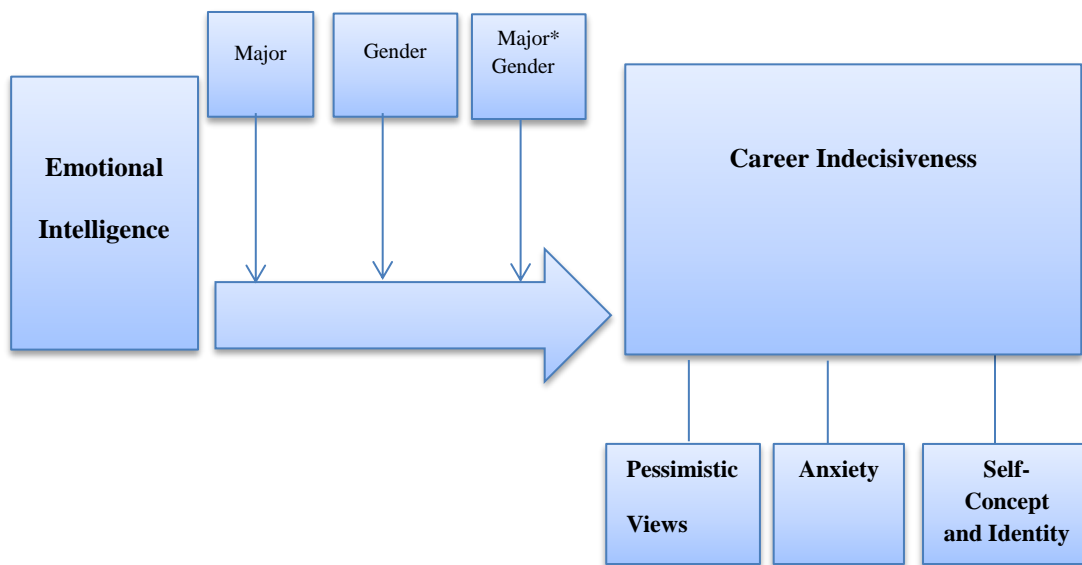 Major
Gender
Major*
Gender
Emotional
Intelligence
Career Indecisiveness
Pessimistic
Views
Anxiety
Self-
Concept
and Identity